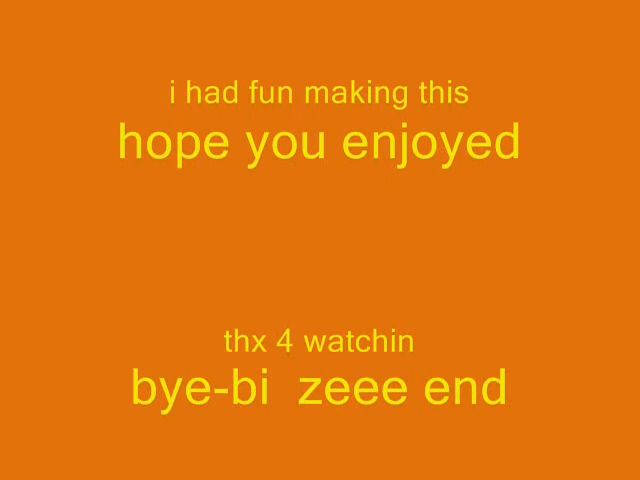 i had fun making this
hope you enjoyed
thx 4 watchin
bye-bi  zeee end